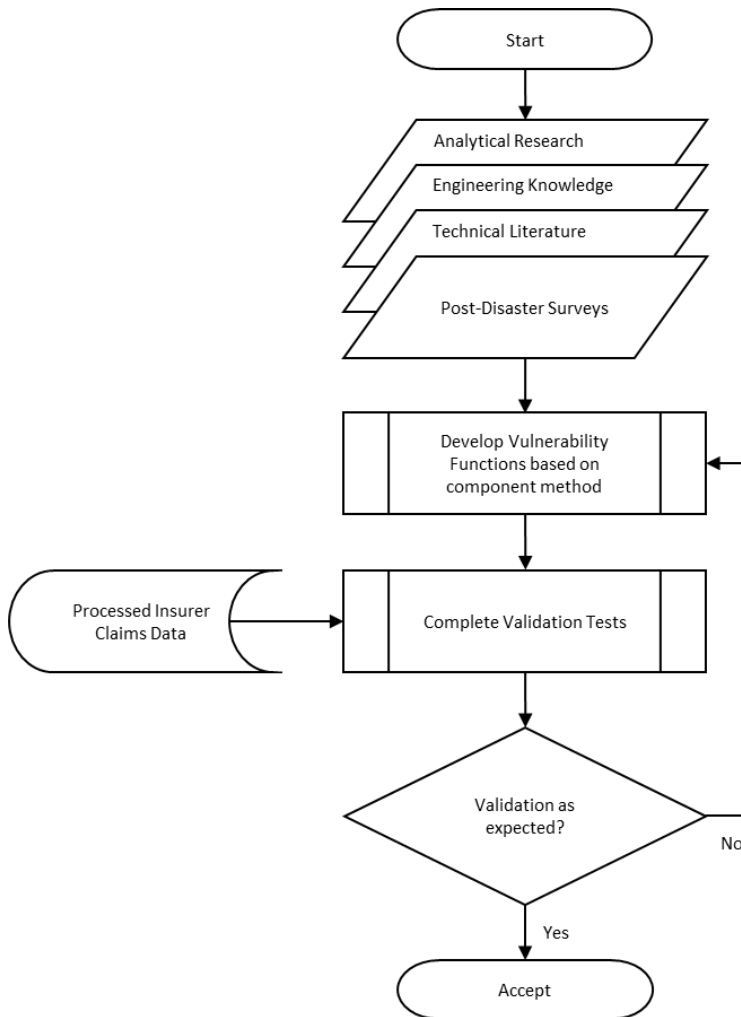 Start
Analytical Research
Engineering Knowledge
Technical Literature
Post-Disaster Surveys
Develop Vulnerability
Functions based on
component method
Processed Insurer
Claims Data
Complete Validation Tests
Validation as
expected?
No
Yes
Accept